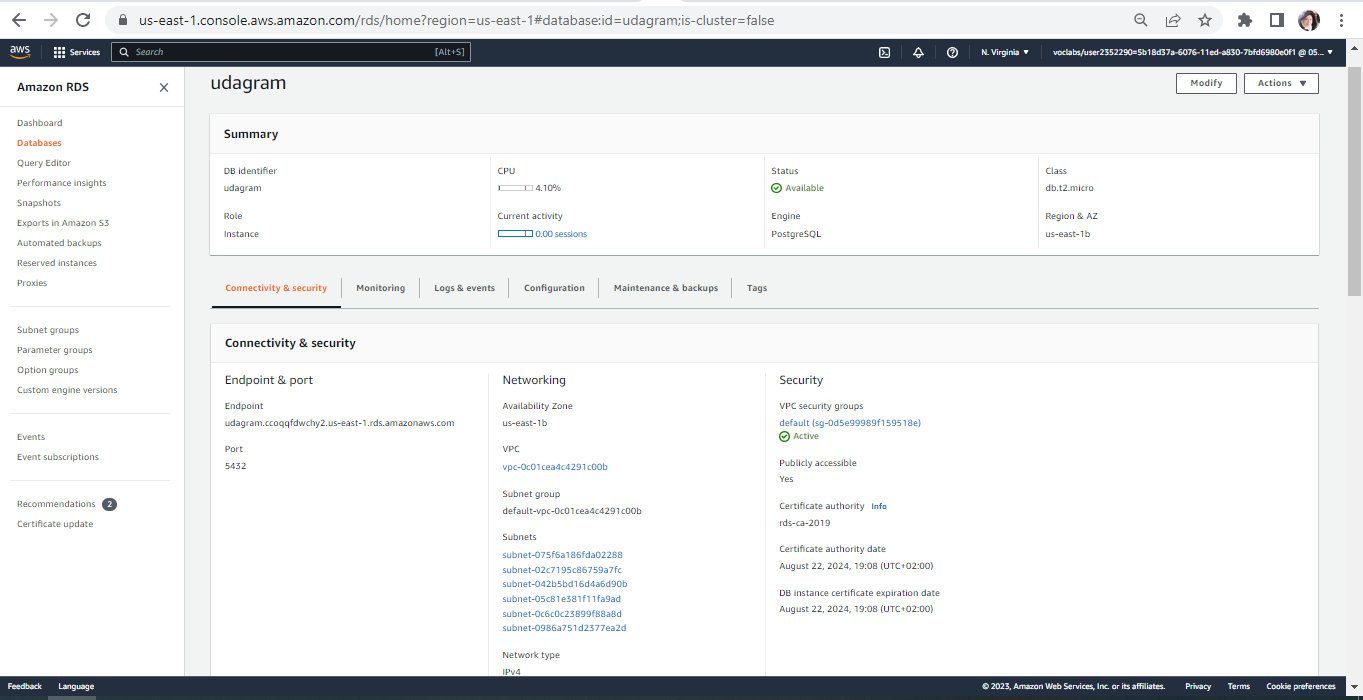 us-east-1.console.aws.amazon.com/rds/home?region=us-east-1#database:id=udagram;is-cluster=false
aws Services Search [Alt+S] N. Virginia ▼ voclabs/user2352290=5b18d37a-6076-11ed-a830-7bfd6980e0f1 @ 05... ▼
Amazon RDS
Dashboard
Databases
Query Editor
Performance insights
Snapshots
Exports in Amazon S3
Automated backups
Reserved instances
Proxies
Subnet groups
Parameter groups
Option groups
Custom engine versions
Events
Event subscriptions
Recommendations 2
Certificate update
udagram
Modify Actions ▼
Summary
DB identifier
udagram
CPU
4.10%
Status
Available
Class
db.t2.micro
Role
Instance
Current activity
0.00 sessions
Engine
PostgreSQL
Region & AZ
us-east-1b
Connectivity & security Monitoring Logs & events Configuration Maintenance & backups Tags
Connectivity & security
Endpoint & port
Endpoint
udagram.ccoqqfdwchy2.us-east-1.rds.amazonaws.com
Port
5432
Networking
Availability Zone
us-east-1b
VPC
vpc-0c01cea4c4291c00b
Subnet group
default-vpc-0c01cea4c4291c00b
Subnets
subnet-075f6a186fda02288
subnet-02c7195c86759a7fc
subnet-042b5bd16d4a6d90b
subnet-05c81e381f11fa9ad
subnet-0c6c0c23899f88a8d
subnet-0986a751d2377ea2d
Network type
IPv4
Security
VPC security groups
default (sg-0d5e99989f159518e)
Active
Publicly accessible
Yes
Certificate authority Info
rds-ca-2019
Certificate authority date
August 22, 2024, 19:08 (UTC+02:00)
DB instance certificate expiration date
August 22, 2024, 19:08 (UTC+02:00)
Feedback Language © 2023, Amazon Web Services, Inc. or its affiliates. Privacy Terms Cookie preferences